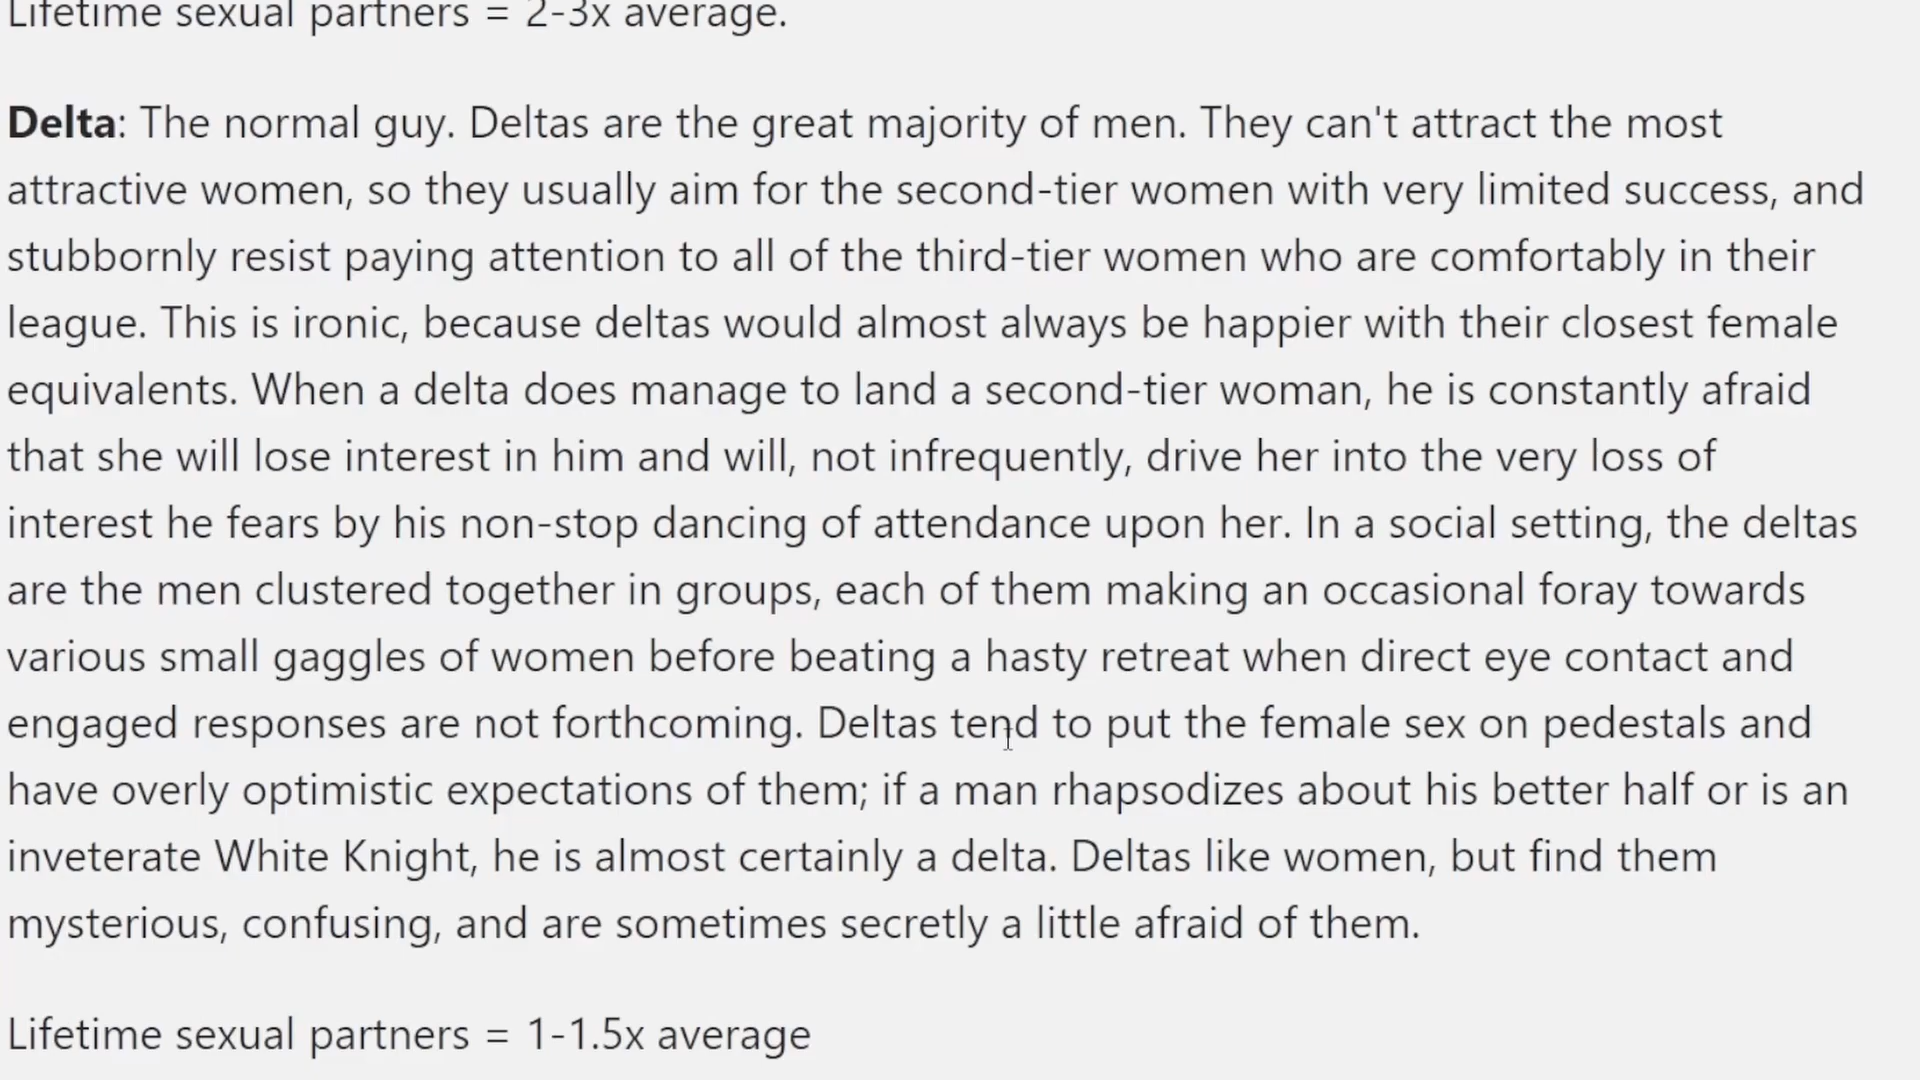 Lifetime sexual partners = 2-3x average.
Delta: The normal guy. Deltas are the great majority of men. They can't attract the most
attractive women, so they usually aim for the second-tier women with very limited success, and
stubbornly resist paying attention to all of the third-tier women who are comfortably in their
league. This is ironic, because deltas would almost always be happier with their closest female
equivalents. When a delta does manage to land a second-tier woman, he is constantly afraid
that she will lose interest in him and will, not infrequently, drive her into the very loss of
interest he fears by his non-stop dancing of attendance upon her. In a social setting, the deltas
are the men clustered together in groups, each of them making an occasional foray towards
various small gaggles of women before beating a hasty retreat when direct eye contact and
engaged responses are not forthcoming. Deltas tend to put the female sex on pedestals and
have overly optimistic expectations of them; if a man rhapsodizes about his better half or is an
inveterate White Knight, he is almost certainly a delta. Deltas like women, but find them
mysterious, confusing, and are sometimes secretly a little afraid of them.
Lifetime sexual partners = 1-1.5x average